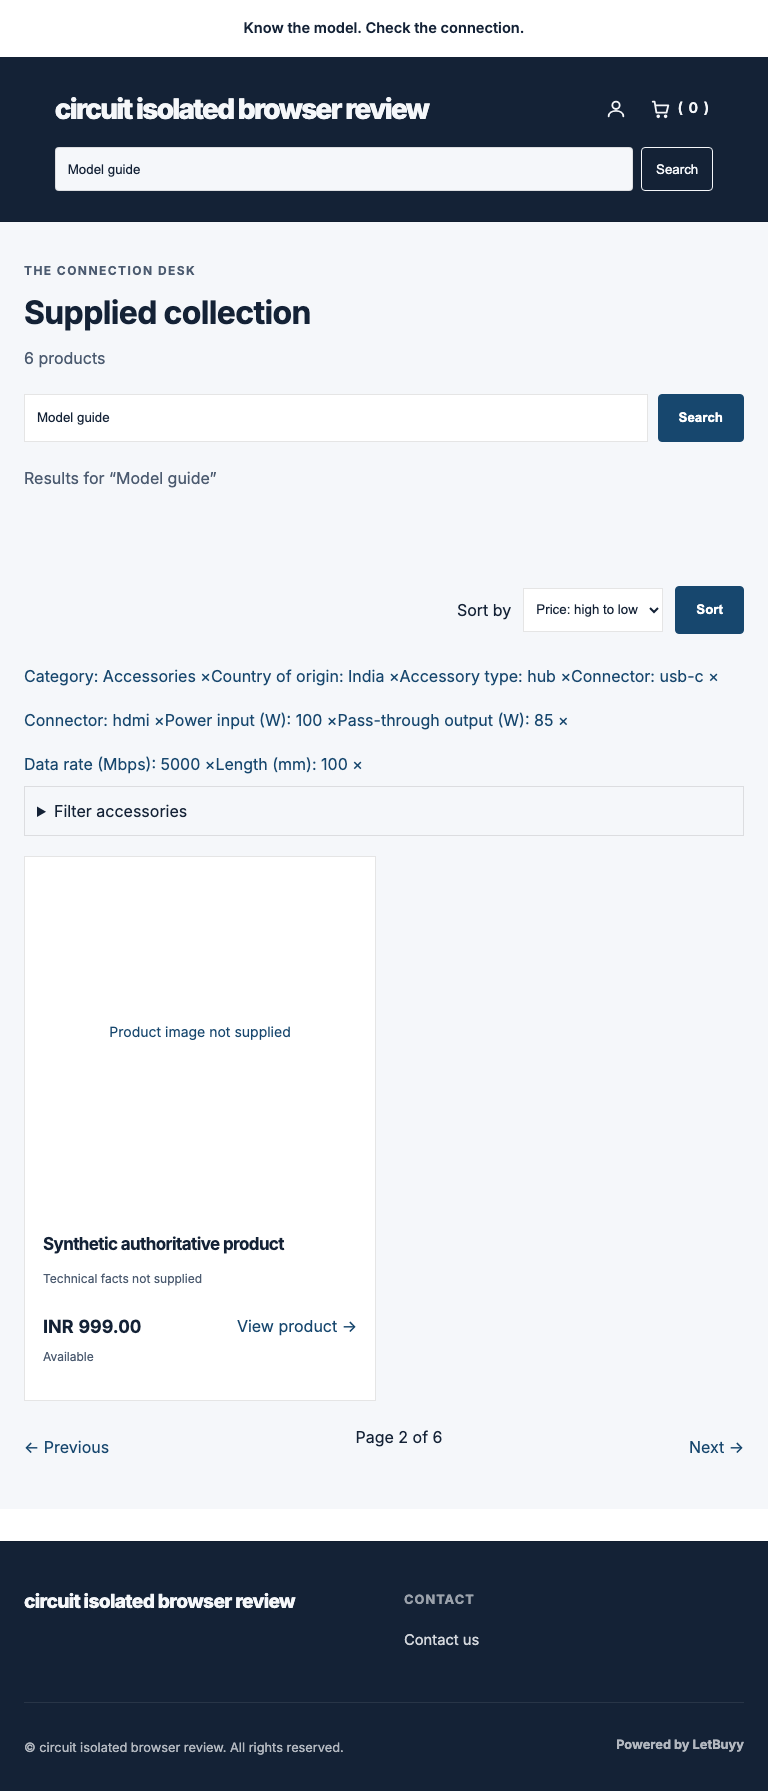 Know the model. Check the connection.
circuit isolated browser review
( 0 )
Model guide
Search
THE CONNECTION DESK
Supplied collection
6 products
Model guide
Search
Results for “Model guide”
Sort by
Price: high to low
Sort
Category: Accessories ×Country of origin: India ×Accessory type: hub ×Connector: usb-c ×
Connector: hdmi ×Power input (W): 100 ×Pass-through output (W): 85 ×
Data rate (Mbps): 5000 ×Length (mm): 100 ×
Filter accessories
Product image not supplied
Synthetic authoritative product
Technical facts not supplied
INR 999.00
View product →
Available
← Previous
Page 2 of 6
Next →
circuit isolated browser review
CONTACT
Contact us
© circuit isolated browser review. All rights reserved.
Powered by LetBuyy